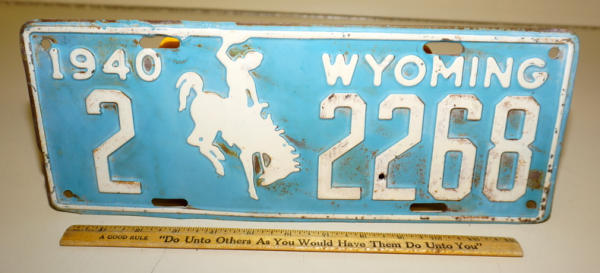 1940 WYOMING
2 2268
A GOOD RULE "Do Unto Others As You Would Have Them Do Unto You"